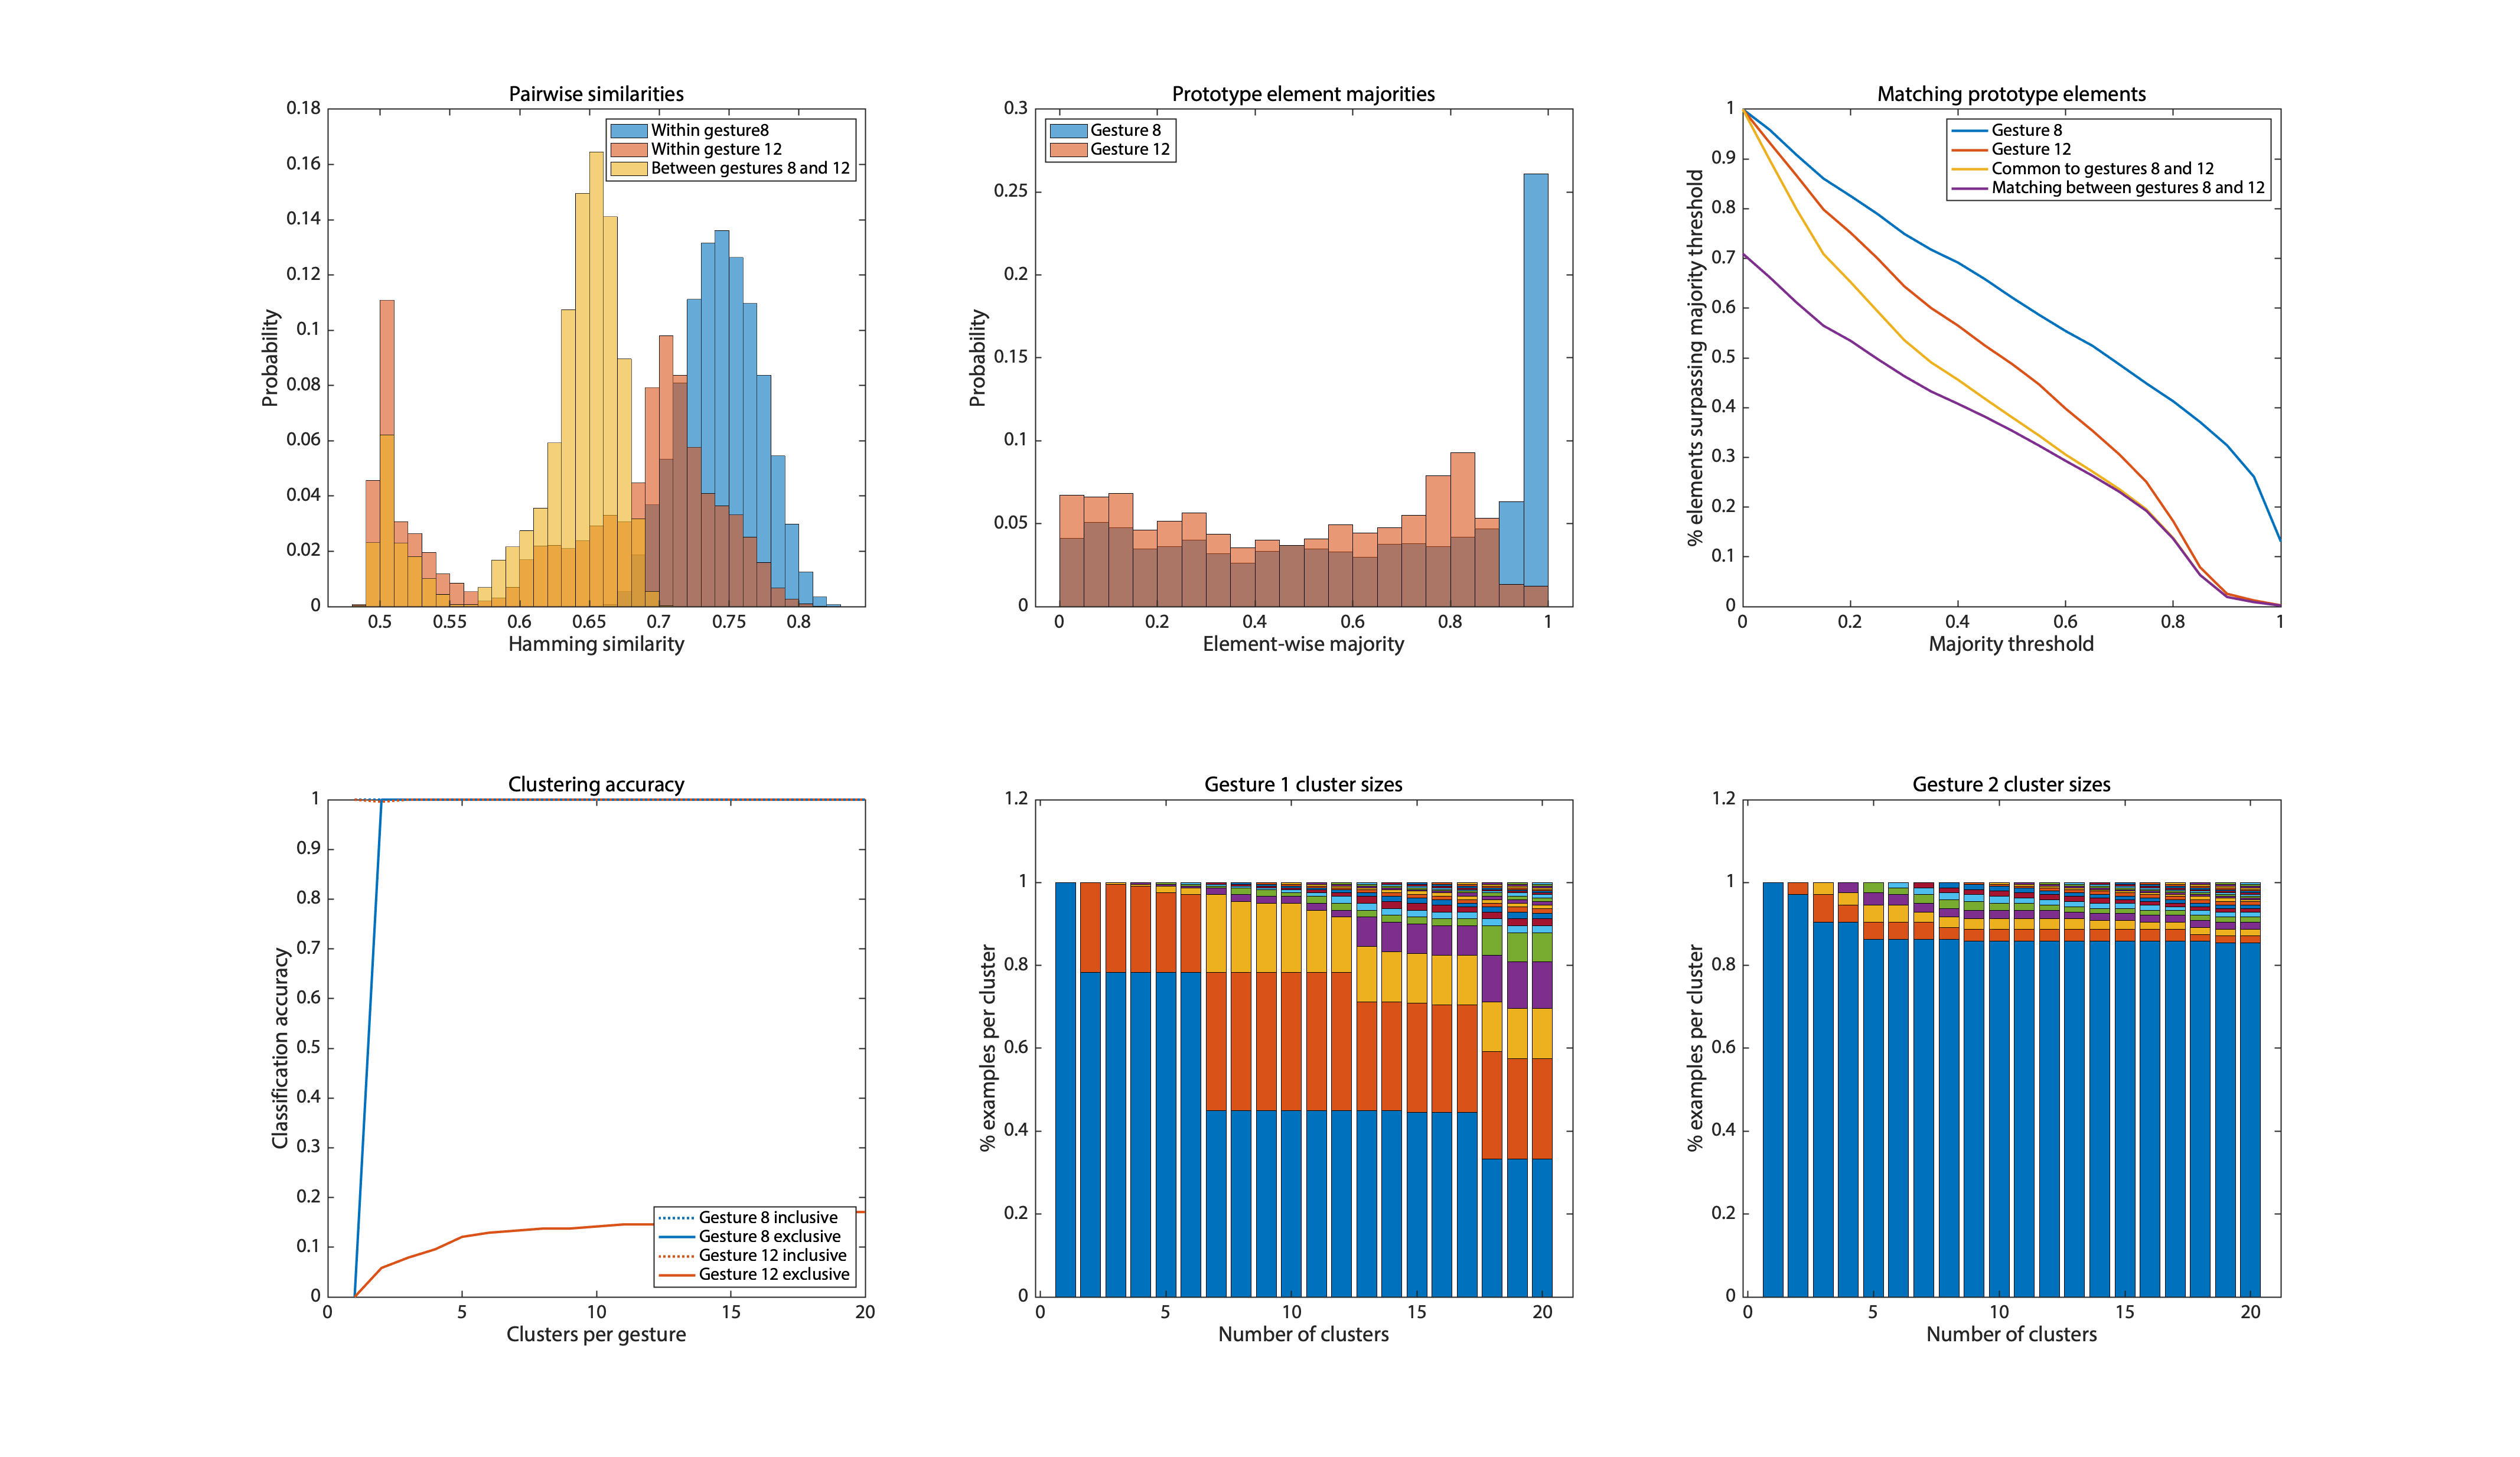 Pairwise similarities
0.18
0.16
0.14
0.12
0.1
0.08
0.06
0.04
0.02
0
Probability
Within gesture8
Within gesture 12
Between gestures 8 and 12
0.5 0.55 0.6 0.65 0.7 0.75 0.8
Hamming similarity
Prototype element majorities
0.3
0.25
0.2
0.15
0.1
0.05
0
Probability
Gesture 8
Gesture 12
0 0.2 0.4 0.6 0.8 1
Element-wise majority
Matching prototype elements
1
0.9
0.8
0.7
0.6
0.5
0.4
0.3
0.2
0.1
0
% elements surpassing majority threshold
Gesture 8
Gesture 12
Common to gestures 8 and 12
Matching between gestures 8 and 12
0 0.2 0.4 0.6 0.8 1
Majority threshold
Clustering accuracy
1
0.9
0.8
0.7
0.6
0.5
0.4
0.3
0.2
0.1
0
Classification accuracy
Gesture 8 inclusive
Gesture 8 exclusive
Gesture 12 inclusive
Gesture 12 exclusive
0 5 10 15 20
Clusters per gesture
Gesture 1 cluster sizes
1.2
1
0.8
0.6
0.4
0.2
0
% examples per cluster
0 5 10 15 20
Number of clusters
Gesture 2 cluster sizes
1.2
1
0.8
0.6
0.4
0.2
0
% examples per cluster
0 5 10 15 20
Number of clusters